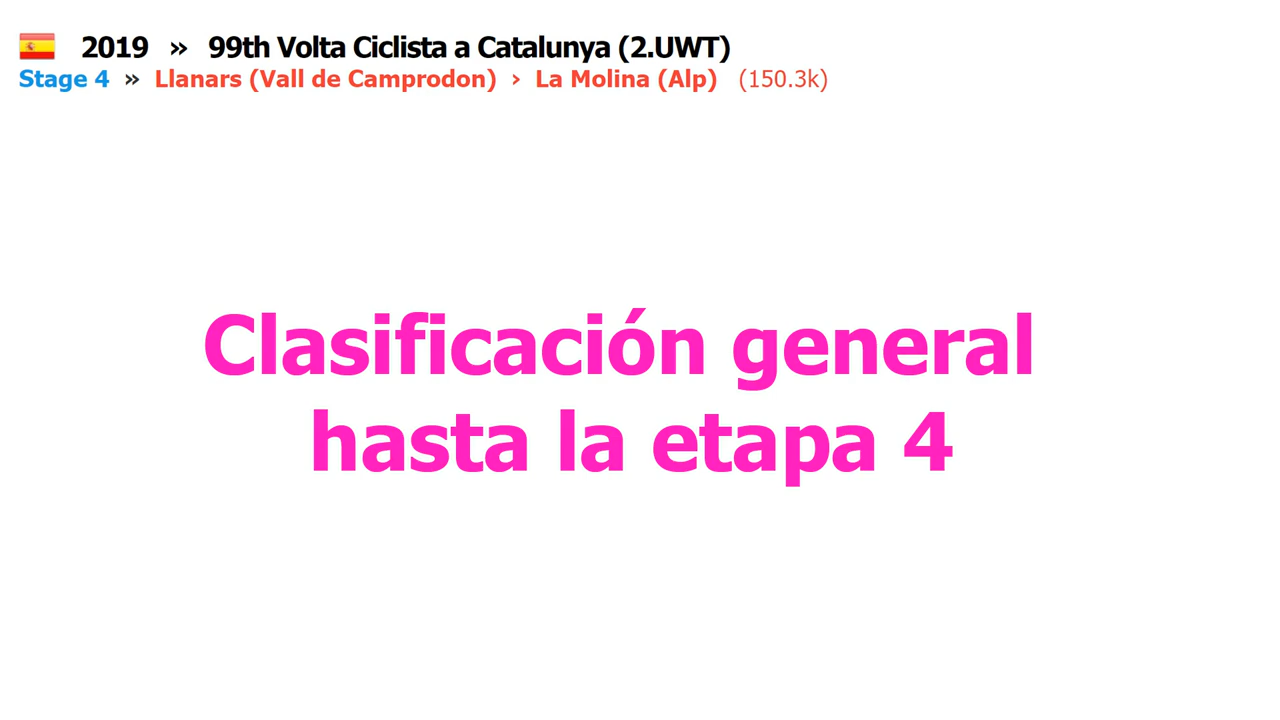 2019 » 99th Volta Ciclista a Catalunya (2.UWT)
Stage 4 » Llanars (Vall de Camprodon) › La Molina (Alp) (150.3k)
Clasificación general
hasta la etapa 4